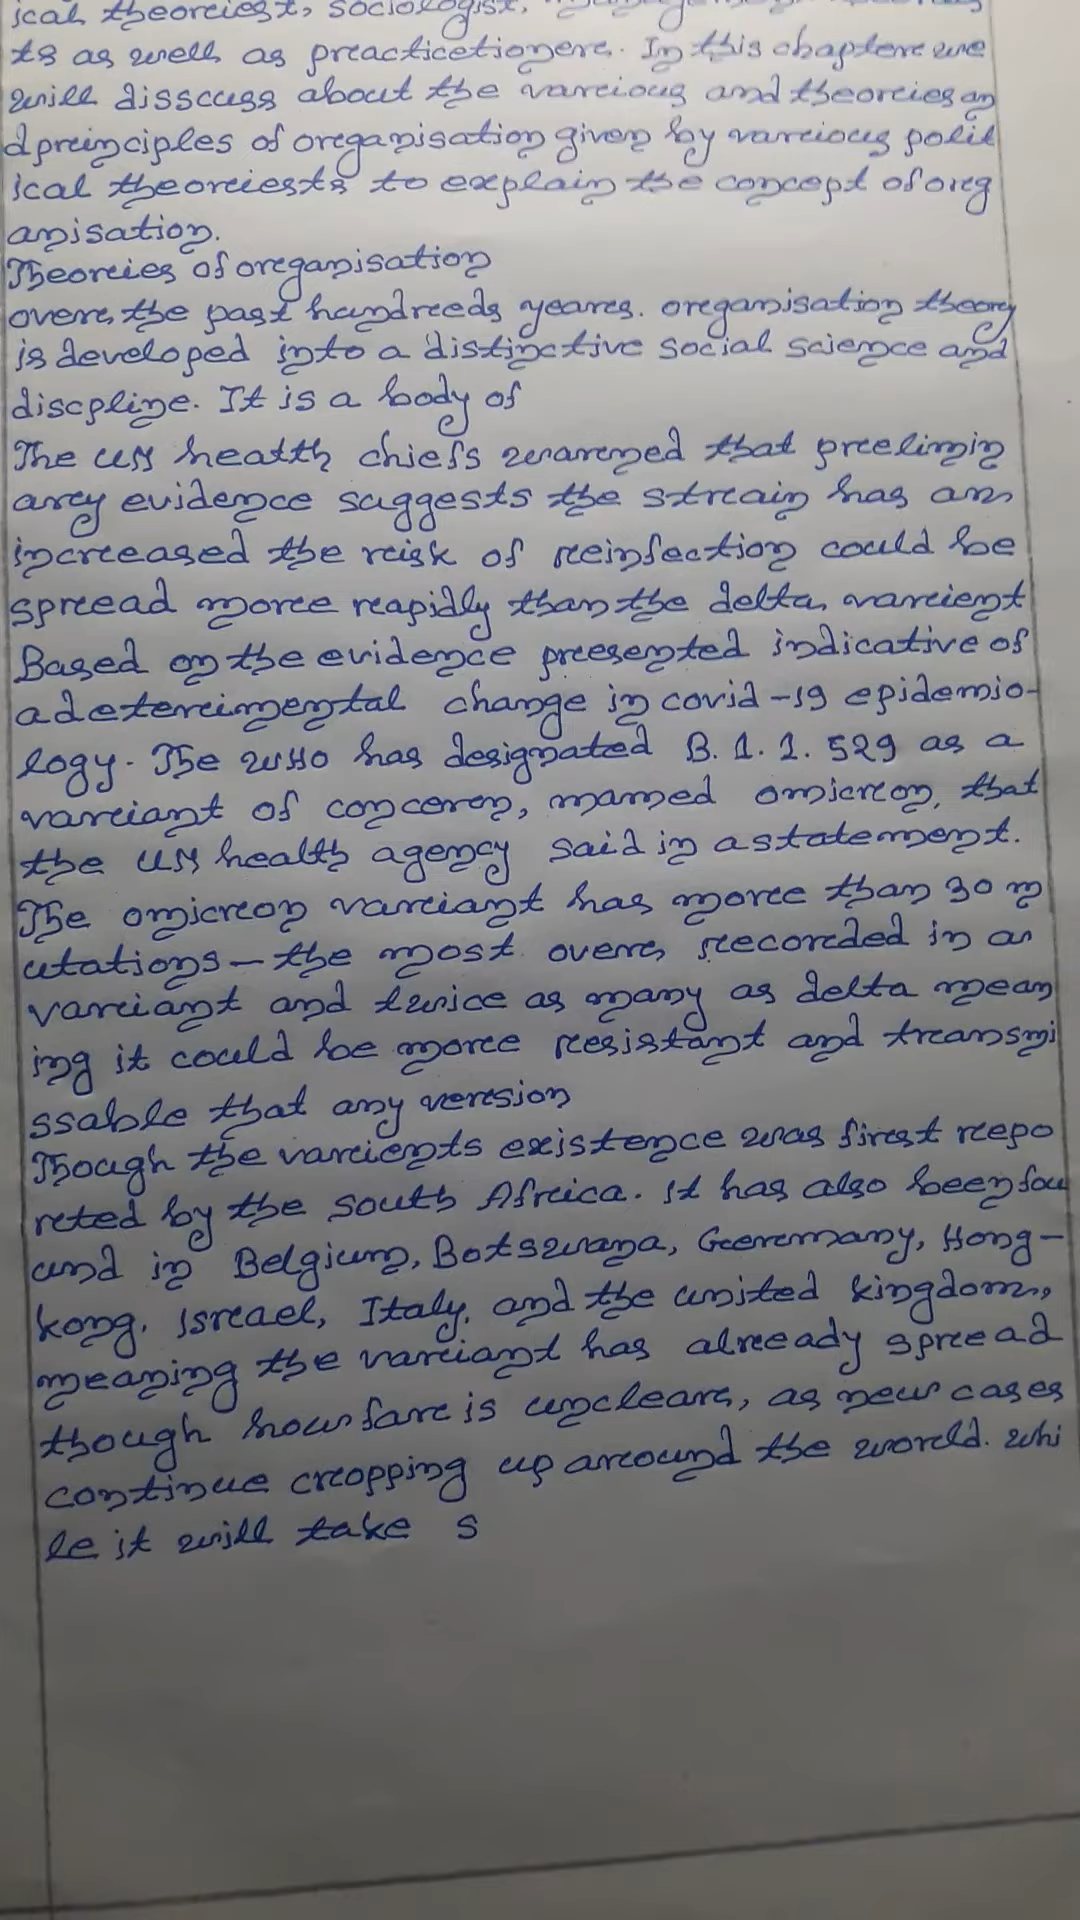 ical theoriest, sociologist,
ts as well as practicetioner. In this chapter we
will disscuss about the various and theories an
d principles of organisation given by various polit
ical theoriests to explain the concept of org
anisation.
Theories of organisation
over the past hundreeds years. organisation theory
is developed into a distinctive social science and
discpline. It is a body of
The UN heatth chiefs warned that prelimin
ary evidence suggests the strain has an
increased the risk of reinfection could be
spread more rapidly than the delta varient
Based on the evidence presented indicative of
a deterimental change in covid-19 epidemio-
logy. The WHO has designated B. 1. 1. 529 as a
variant of concern, mamed omicron, that
the UN health agency said in a statement.
The omicron variant has more than 30 m
utations - the most over recorded in a
variant and twice as many as delta mean
ing it could be more resistant and transmi
ssable that any version
Though the varients existence was first repo
rted by the south Africa. It has also been fou
und in Belgium, Botswana, Germany, Hong-
kong, Isreael, Italy, and the united kingdom,
meaning the variant has already spread
though how far is unclear, as new cases
continue cropping up around the world. whi
le it will take s